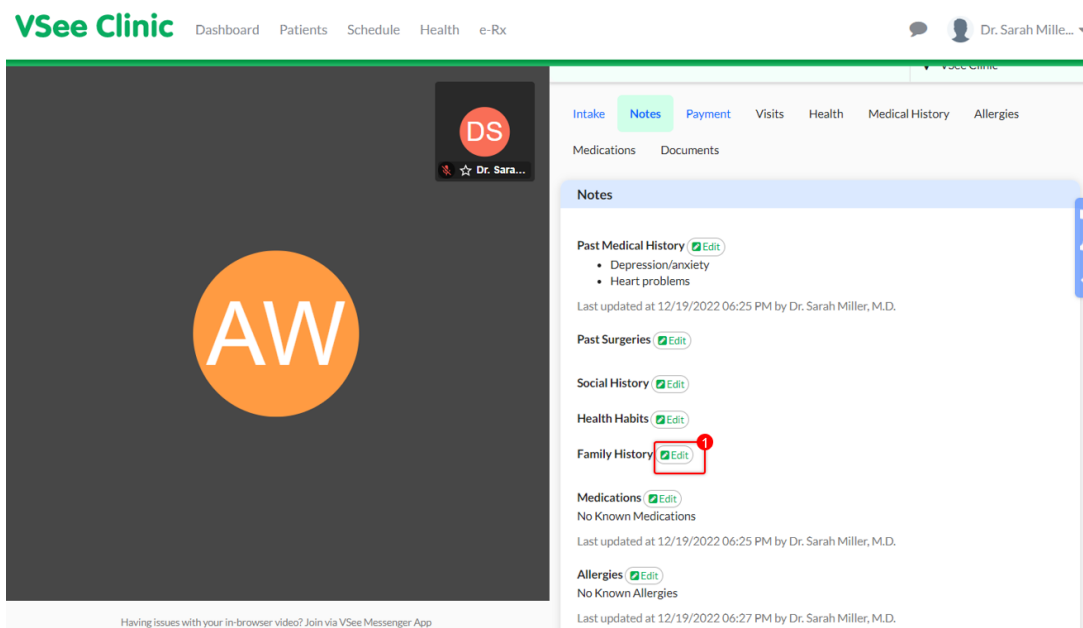 VSee Clinic Dashboard Patients Schedule Health e-Rx Dr. Sarah Mille...
VSee Clinic
DS
Dr. Sara...
AW
Having issues with your in-browser video? Join via VSee Messenger App
Intake Notes Payment Visits Health Medical History Allergies
Medications Documents
Notes
Past Medical History Edit
• Depression/anxiety
• Heart problems
Last updated at 12/19/2022 06:25 PM by Dr. Sarah Miller, M.D.
Past Surgeries Edit
Social History Edit
Health Habits Edit
Family History Edit 1
Medications Edit
No Known Medications
Last updated at 12/19/2022 06:25 PM by Dr. Sarah Miller, M.D.
Allergies Edit
No Known Allergies
Last updated at 12/19/2022 06:27 PM by Dr. Sarah Miller, M.D.